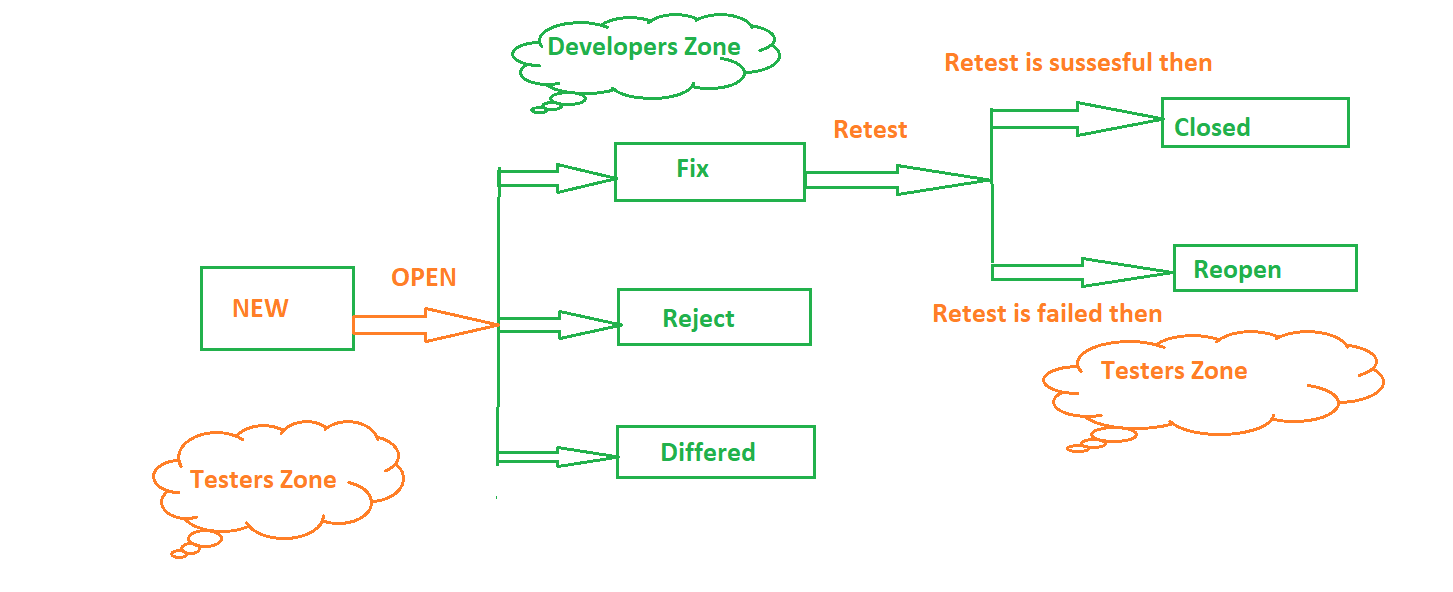 Developers Zone
Retest is sussesful then
Closed
Retest
Fix
OPEN
NEW
Reject
Reopen
Retest is failed then
Testers Zone
Differed
Testers Zone